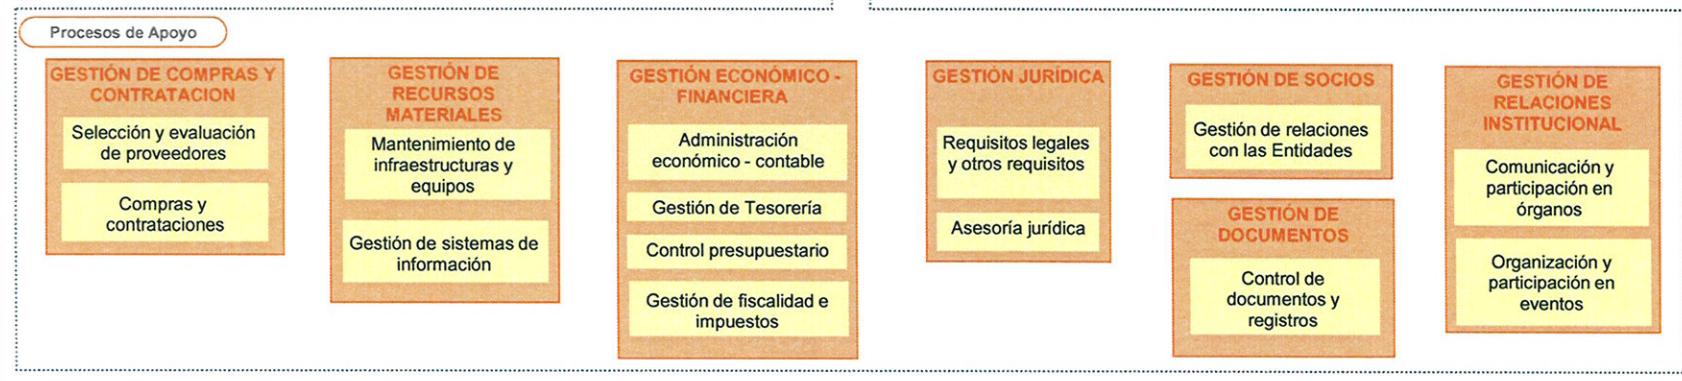 Procesos de Apoyo
GESTIÓN DE COMPRAS Y
CONTRATACION
Selección y evaluación
de proveedores
Compras y
contrataciones
GESTIÓN DE
RECURSOS
MATERIALES
Mantenimiento de
infraestructuras y
equipos
Gestión de sistemas de
información
GESTIÓN ECONÓMICO -
FINANCIERA
Administración
económico - contable
Gestión de Tesorería
Control presupuestario
Gestión de fiscalidad e
impuestos
GESTIÓN JURÍDICA
Requisitos legales
y otros requisitos
Asesoría jurídica
GESTIÓN DE SOCIOS
Gestión de relaciones
con las Entidades
GESTIÓN DE
DOCUMENTOS
Control de
documentos y
registros
GESTIÓN DE
RELACIONES
INSTITUCIONAL
Comunicación y
participación en
órganos
Organización y
participación en
eventos